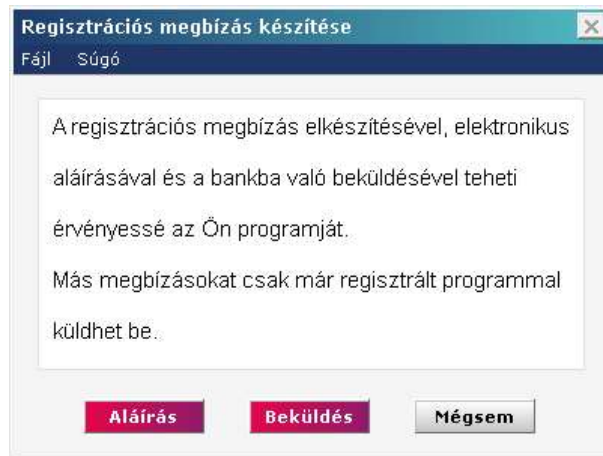 Regisztrációs megbízás készítése
Fájl Súgó
A regisztrációs megbízás elkészítésével, elektronikus
aláírásával és a bankba való beküldésével teheti
érvényessé az Ön programját.
Más megbízásokat csak már regisztrált programmal
küldhet be.
Aláírás Beküldés Mégsem